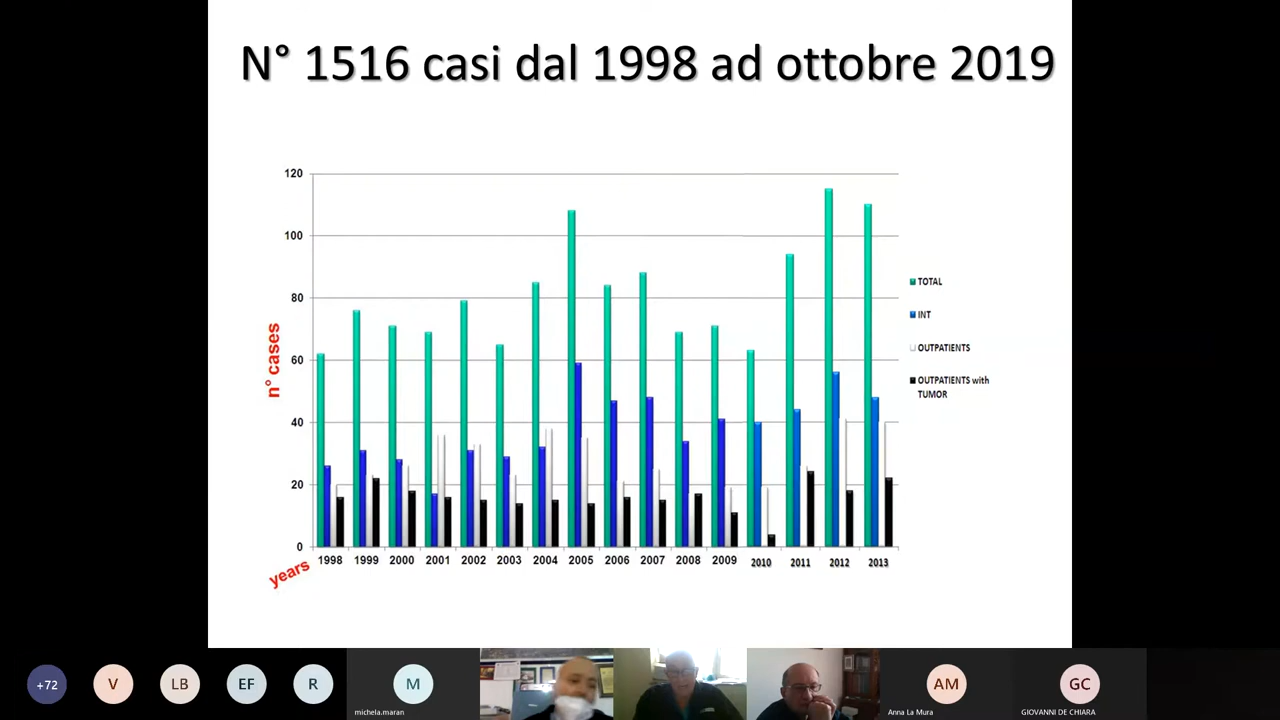 N° 1516 casi dal 1998 ad ottobre 2019
120
100
80
60
40
20
0
n° cases
years
1998 1999 2000 2001 2002 2003 2004 2005 2006 2007 2008 2009 2010 2011 2012 2013
TOTAL
INT
OUTPATIENTS
OUTPATIENTS with
TUMOR
+72 V LB EF R M AM GC
michela.maran Anna La Mura GIOVANNI DE CHIARA